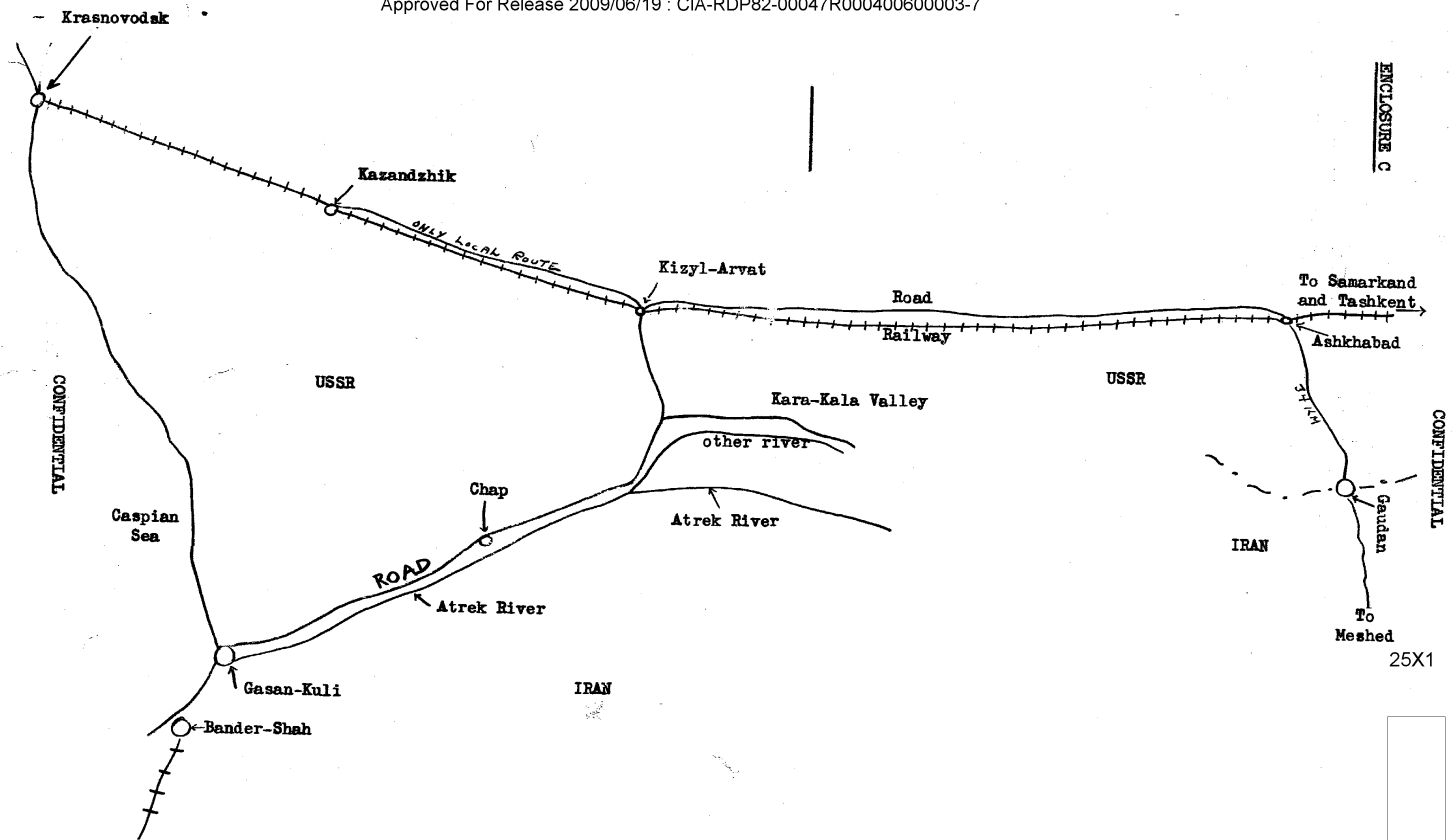 Approved For Release 2009/06/19 : CIA-RDP82-00047R000400600003-7
Krasnovodsk
ENCLOSURE C
Kazandzhik
ONLY LOCAL ROUTE
Kizyl-Arvat
To Samarkand
and Tashkent
Road
Railway
Ashkhabad
USSR
USSR
CONFIDENTIAL
34 KM
Kara-Kala Valley
other river
CONFIDENTIAL
Chap
Atrek River
Caspian
Sea
Gaudan
IRAN
ROAD
Atrek River
To
Meshed
25X1
Gasan-Kuli
IRAN
Bander-Shah